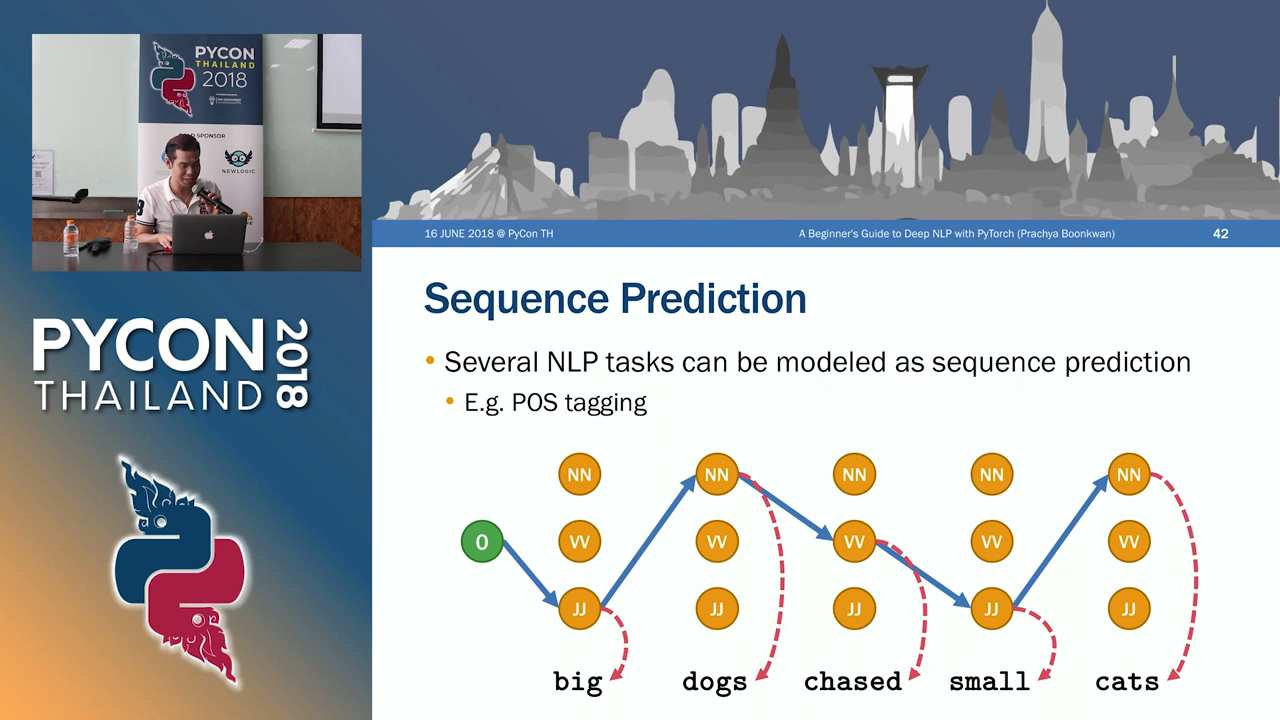 PYCON
THAILAND
2018
SPONSOR
NEWLOGIC
PYCON
THAILAND
2018
16 JUNE 2018 @ PyCon TH
A Beginner's Guide to Deep NLP with PyTorch (Prachya Boonkwan)
42
Sequence Prediction
• Several NLP tasks can be modeled as sequence prediction
• E.g. POS tagging
NN NN NN NN NN
0 VV VV VV VV VV
JJ JJ JJ JJ JJ
big dogs chased small cats